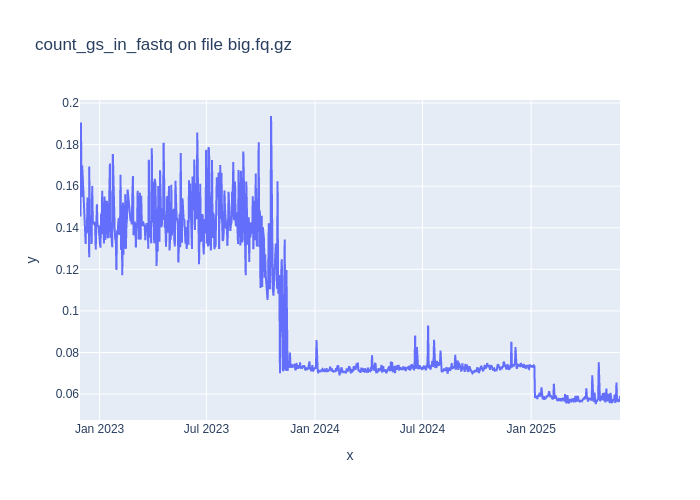 count_gs_in_fastq on file big.fq.gz
0.2
0.18
0.16
0.14
0.12
0.1
0.08
0.06
y
Jan 2023
Jul 2023
Jan 2024
Jul 2024
Jan 2025
x